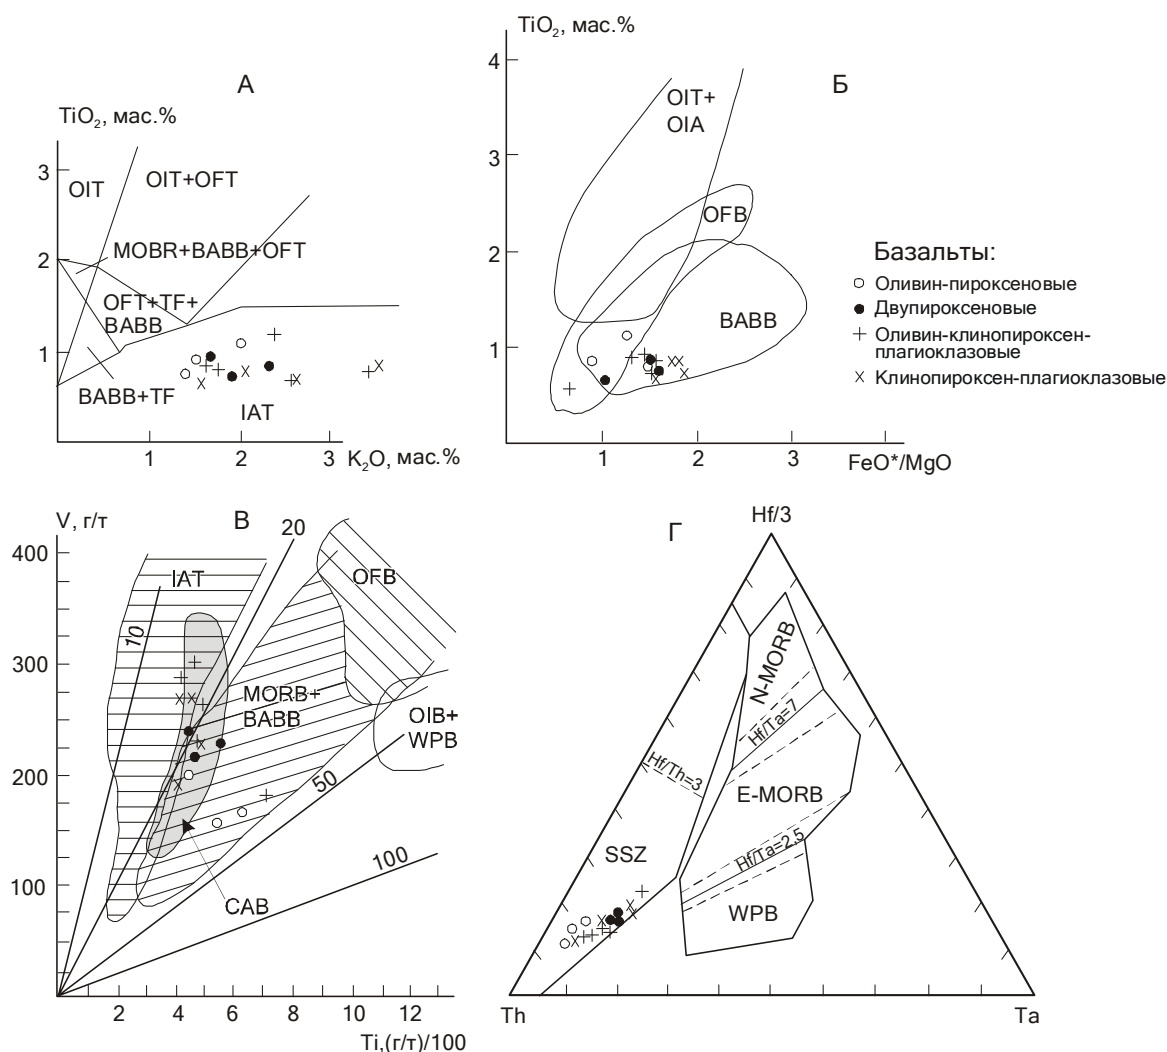 А
TiO₂, мас.%
3
2
1
OIT
OIT+OFT
MOBR+BABB+OFT
OFT+TF+
BABB
BABB+TF
IAT
1
2
3
K₂O, мас.%
Б
TiO₂, мас.%
4
3
2
1
OIT+
OIA
OFB
BABB
1
2
3
FeO*/MgO
Базальты:
Оливин-пироксеновые
Двупироксеновые
Оливин-клинопироксен-
плагиоклазовые
Клинопироксен-плагиоклазовые
В
V, г/т
400
300
200
100
IAT
10
20
OFB
MORB+
BABB
OIB+
WPB
50
100
CAB
2
4
6
8
10
12
Ti,(г/т)/100
Г
Hf/3
N-MORB
Hf/Ta=7
Hf/Th=3
E-MORB
Hf/Ta=2,5
SSZ
WPB
Th
Ta